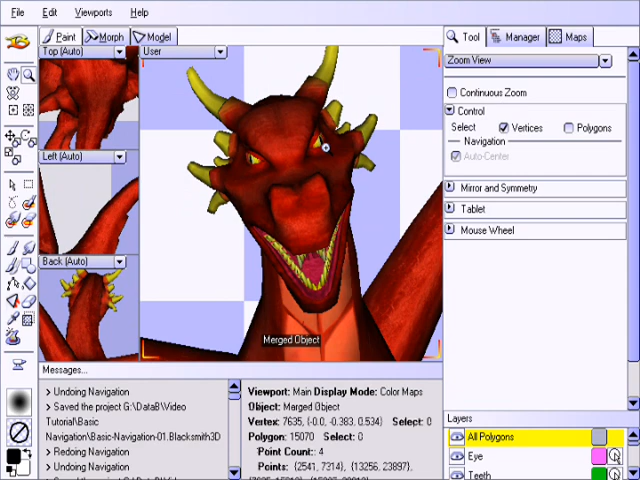 File Edit Viewports Help
Paint Morph Model
Tool Manager Maps
Top (Auto)
User
Zoom View
Continuous Zoom
Control
Select Vertices Polygons
Navigation
Auto-Center
Left (Auto)
Mirror and Symmetry
Tablet
Mouse Wheel
Back (Auto)
Merged Object
Messages...
> Undoing Navigation
> Saved the project G:\DataB\Video
Tutorial\Basic
Navigation\Basic-Navigation-01.Blacksmith3D
> Redoing Navigation
> Undoing Navigation
Viewport: Main Display Mode: Color Maps
Object: Merged Object
Vertex: 7635, (-0.0, -0.383, 0.534) Select: 0
Polygon: 15070 Select: 0
Point Count:: 4
Points: (2541, 7314), (13256, 23897),
Layers
All Polygons
Eye
Teeth